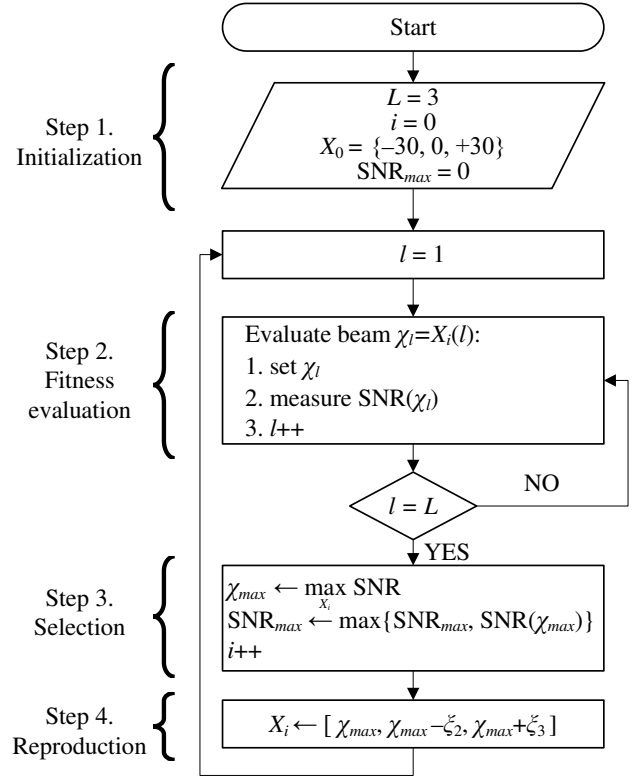 Start
Step 1.
Initialization
L = 3
i = 0
X₀ = {–30, 0, +30}
SNRₘₐₓ = 0
l = 1
Step 2.
Fitness
evaluation
Evaluate beam χₗ=Xᵢ(l):
1. set χₗ
2. measure SNR(χₗ)
3. l++
l = L
NO
YES
Step 3.
Selection
χₘₐₓ ← max SNR
Xᵢ
SNRₘₐₓ ← max{SNRₘₐₓ, SNR(χₘₐₓ)}
i++
Step 4.
Reproduction
Xᵢ ← [ χₘₐₓ, χₘₐₓ–ξ₂, χₘₐₓ+ξ₃ ]